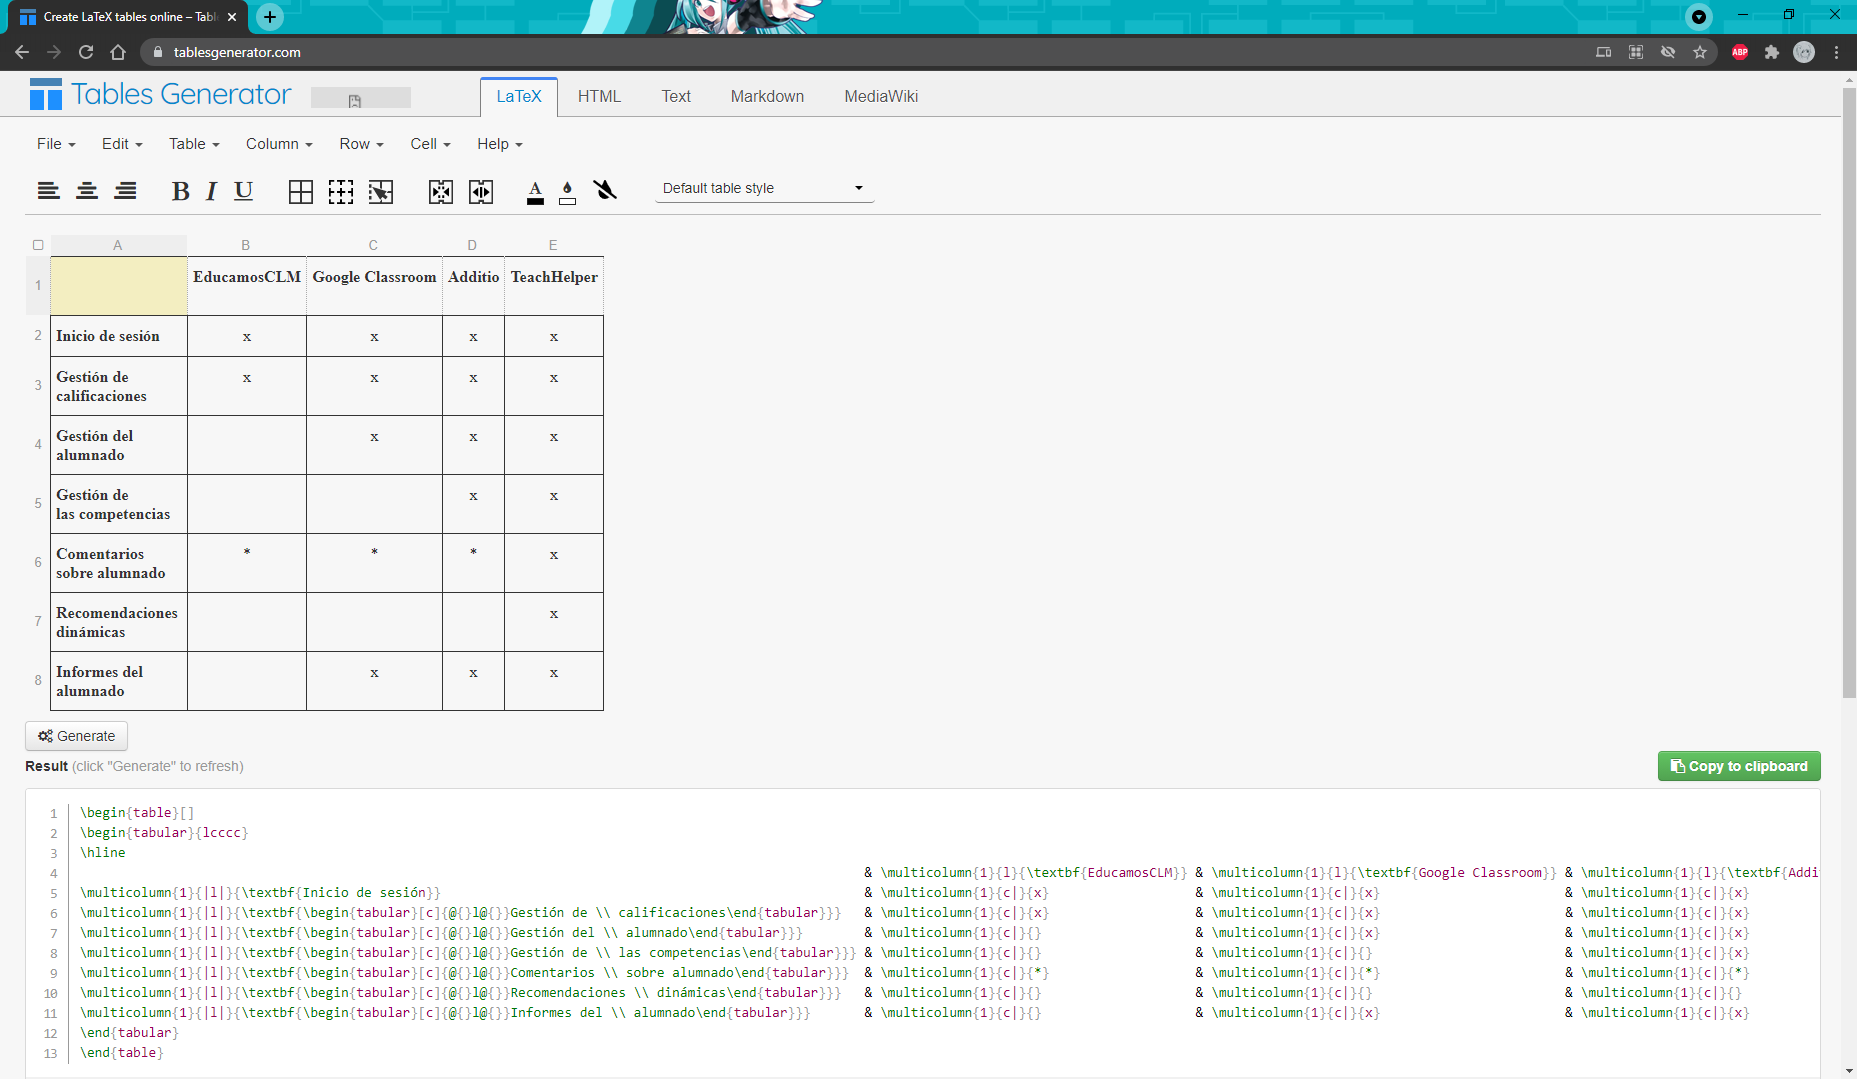 Create LaTeX tables online – Tabl
tablesgenerator.com
ABP
Tables Generator
LaTeX HTML Text Markdown MediaWiki
File Edit Table Column Row Cell Help
B I U A Default table style
A B C D E
1 EducamosCLM Google Classroom Additio TeachHelper
2 Inicio de sesión x x x x
3 Gestión de x x x x
calificaciones
4 Gestión del x x x
alumnado
5 Gestión de x x
las competencias
6 Comentarios * * * x
sobre alumnado
7 Recomendaciones x
dinámicas
8 Informes del x x x
alumnado
Generate
Result (click "Generate" to refresh)
Copy to clipboard
1 \begin{table}[]
2 \begin{tabular}{lcccc}
3 \hline
4 & \multicolumn{1}{l}{\textbf{EducamosCLM}} & \multicolumn{1}{l}{\textbf{Google Classroom}} & \multicolumn{1}{l}{\textbf{Addi
5 \multicolumn{1}{|l|}{\textbf{Inicio de sesión}} & \multicolumn{1}{c|}{x} & \multicolumn{1}{c|}{x} & \multicolumn{1}{c|}{x}
6 \multicolumn{1}{|l|}{\textbf{\begin{tabular}[c]{@{}l@{}}Gestión de \\ calificaciones\end{tabular}}} & \multicolumn{1}{c|}{x} & \multicolumn{1}{c|}{x} & \multicolumn{1}{c|}{x}
7 \multicolumn{1}{|l|}{\textbf{\begin{tabular}[c]{@{}l@{}}Gestión del \\ alumnado\end{tabular}}} & \multicolumn{1}{c|}{} & \multicolumn{1}{c|}{x} & \multicolumn{1}{c|}{x}
8 \multicolumn{1}{|l|}{\textbf{\begin{tabular}[c]{@{}l@{}}Gestión de \\ las competencias\end{tabular}}} & \multicolumn{1}{c|}{} & \multicolumn{1}{c|}{} & \multicolumn{1}{c|}{x}
9 \multicolumn{1}{|l|}{\textbf{\begin{tabular}[c]{@{}l@{}}Comentarios \\ sobre alumnado\end{tabular}}} & \multicolumn{1}{c|}{*} & \multicolumn{1}{c|}{*} & \multicolumn{1}{c|}{*}
10 \multicolumn{1}{|l|}{\textbf{\begin{tabular}[c]{@{}l@{}}Recomendaciones \\ dinámicas\end{tabular}}} & \multicolumn{1}{c|}{} & \multicolumn{1}{c|}{} & \multicolumn{1}{c|}{}
11 \multicolumn{1}{|l|}{\textbf{\begin{tabular}[c]{@{}l@{}}Informes del \\ alumnado\end{tabular}}} & \multicolumn{1}{c|}{} & \multicolumn{1}{c|}{x} & \multicolumn{1}{c|}{x}
12 \end{tabular}
13 \end{table}